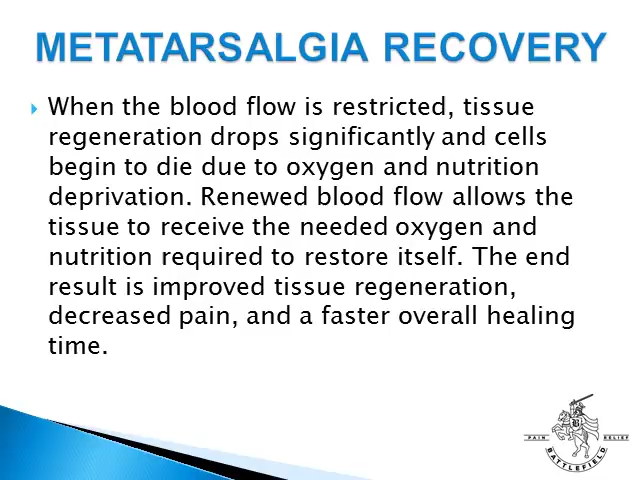 METATARSALGIA RECOVERY
When the blood flow is restricted, tissue
regeneration drops significantly and cells
begin to die due to oxygen and nutrition
deprivation. Renewed blood flow allows the
tissue to receive the needed oxygen and
nutrition required to restore itself. The end
result is improved tissue regeneration,
decreased pain, and a faster overall healing
time.
PAIN RELIEF
BATTLEFIELD